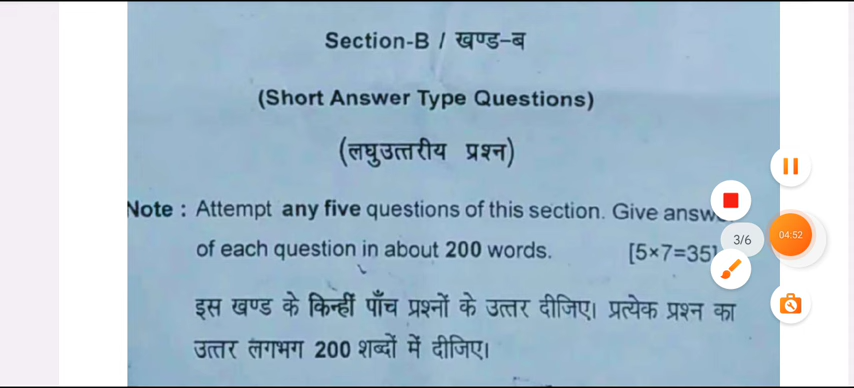 Section-B / खण्ड-ब
(Short Answer Type Questions)
(लघुउत्तरीय प्रश्न)
Note : Attempt any five questions of this section. Give
of each question in about 200 words. [5×7=35]
इस खण्ड के किन्हीं पाँच प्रश्नों के उत्तर दीजिए। प्रत्येक प्रश्न का
उत्तर लगभग 200 शब्दों में दीजिए।
04:52
3/6